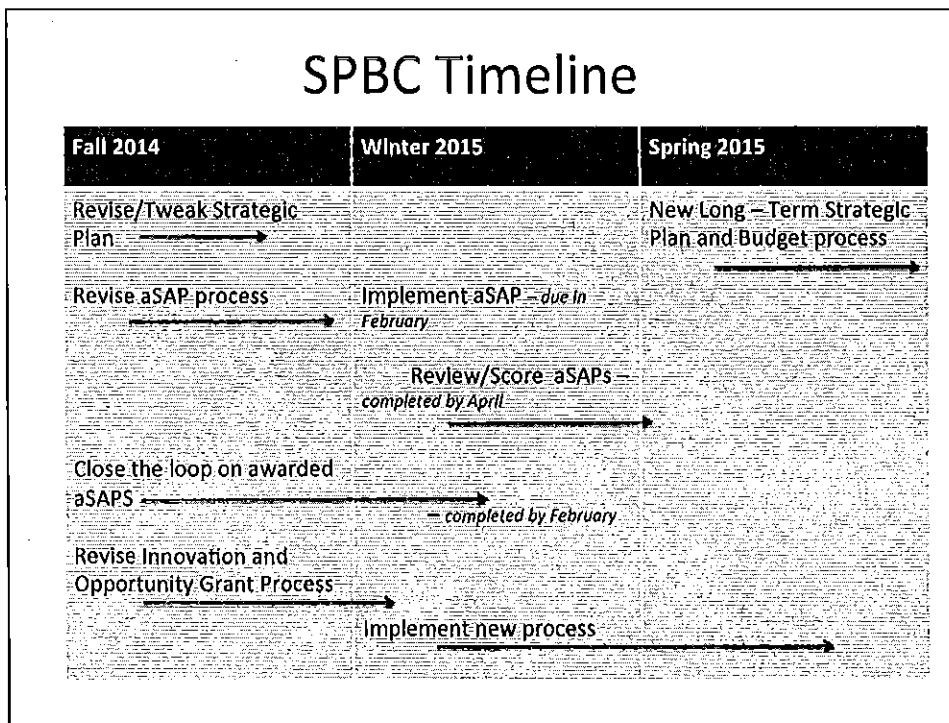 SPBC Timeline
Fall 2014
Winter 2015
Spring 2015
Revise/Tweak Strategic
Plan
New Long – Term Strategic
Plan and Budget process
Revise aSAP process
Implement aSAP – due in
February
Review/Score aSAPs –
completed by April
Close the loop on awarded
aSAPS
– completed by February
Revise Innovation and
Opportunity Grant Process
Implement new process